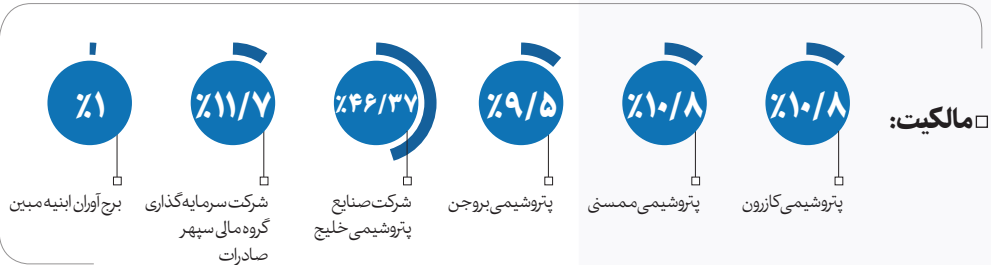 مالکیت:
٪۱۰/۸
پتروشیمی کازرون
٪۱۰/۸
پتروشیمی ممسنی
٪۹/۵
پتروشیمی بروجن
٪۴۶/۳۷
شرکت صنایع
پتروشیمی خلیج
٪۱۱/۷
شرکت سرمایه‌گذاری
گروه مالی سپهر
صادرات
٪۱
برج آوران ابنیه مبین